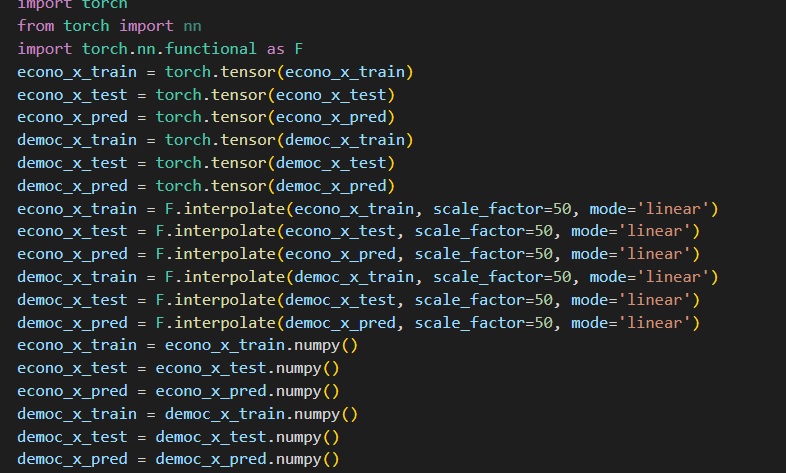 import torch
from torch import nn
import torch.nn.functional as F
econo_x_train = torch.tensor(econo_x_train)
econo_x_test = torch.tensor(econo_x_test)
econo_x_pred = torch.tensor(econo_x_pred)
democ_x_train = torch.tensor(democ_x_train)
democ_x_test = torch.tensor(democ_x_test)
democ_x_pred = torch.tensor(democ_x_pred)
econo_x_train = F.interpolate(econo_x_train, scale_factor=50, mode='linear')
econo_x_test = F.interpolate(econo_x_test, scale_factor=50, mode='linear')
econo_x_pred = F.interpolate(econo_x_pred, scale_factor=50, mode='linear')
democ_x_train = F.interpolate(democ_x_train, scale_factor=50, mode='linear')
democ_x_test = F.interpolate(democ_x_test, scale_factor=50, mode='linear')
democ_x_pred = F.interpolate(democ_x_pred, scale_factor=50, mode='linear')
econo_x_train = econo_x_train.numpy()
econo_x_test = econo_x_test.numpy()
econo_x_pred = econo_x_pred.numpy()
democ_x_train = democ_x_train.numpy()
democ_x_test = democ_x_test.numpy()
democ_x_pred = democ_x_pred.numpy()